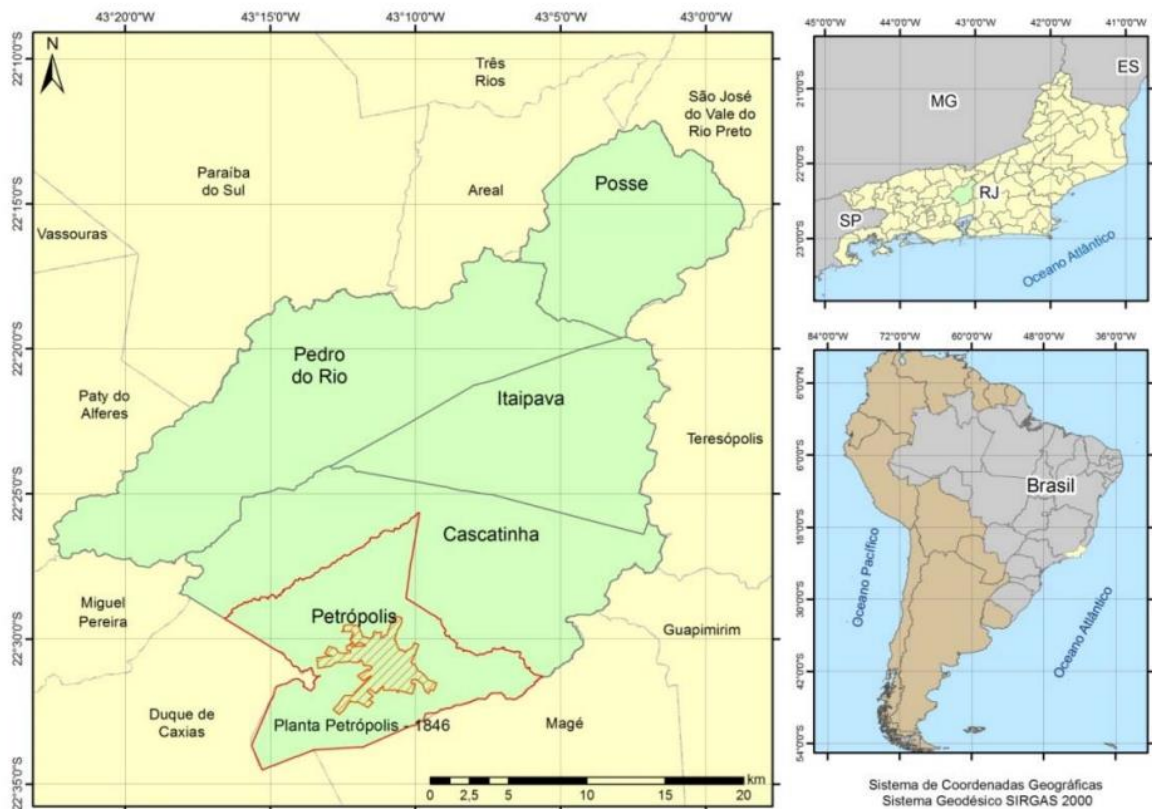 43°20'0"W
43°15'0"W
43°10'0"W
43°5'0"W
43°0'0"W
N
22°10'0"S
22°15'0"S
22°20'0"S
22°25'0"S
22°30'0"S
22°35'0"S
Três
Rios
São José
do Vale do
Rio Preto
Paraíba
do Sul
Areal
Posse
Vassouras
Pedro
do Rio
Itaipava
Paty do
Alferes
Teresópolis
Cascatinha
Miguel
Pereira
Petrópolis
Guapimirim
Duque de
Caxias
Planta Petrópolis - 1846
Magé
km
0 2,5 5 10 15 20
45°0'0"W
44°0'0"W
43°0'0"W
42°0'0"W
41°0'0"W
21°0'0"S
22°0'0"S
23°0'0"S
ES
MG
RJ
SP
Oceano Atlântico
84°0'0"W
72°0'0"W
60°0'0"W
48°0'0"W
36°0'0"W
6°0'0"N
6°0'0"S
18°0'0"S
30°0'0"S
42°0'0"S
54°0'0"S
Brasil
Oceano Pacífico
Oceano Atlântico
Sistema de Coordenadas Geográficas
Sistema Geodésico SIRGAS 2000